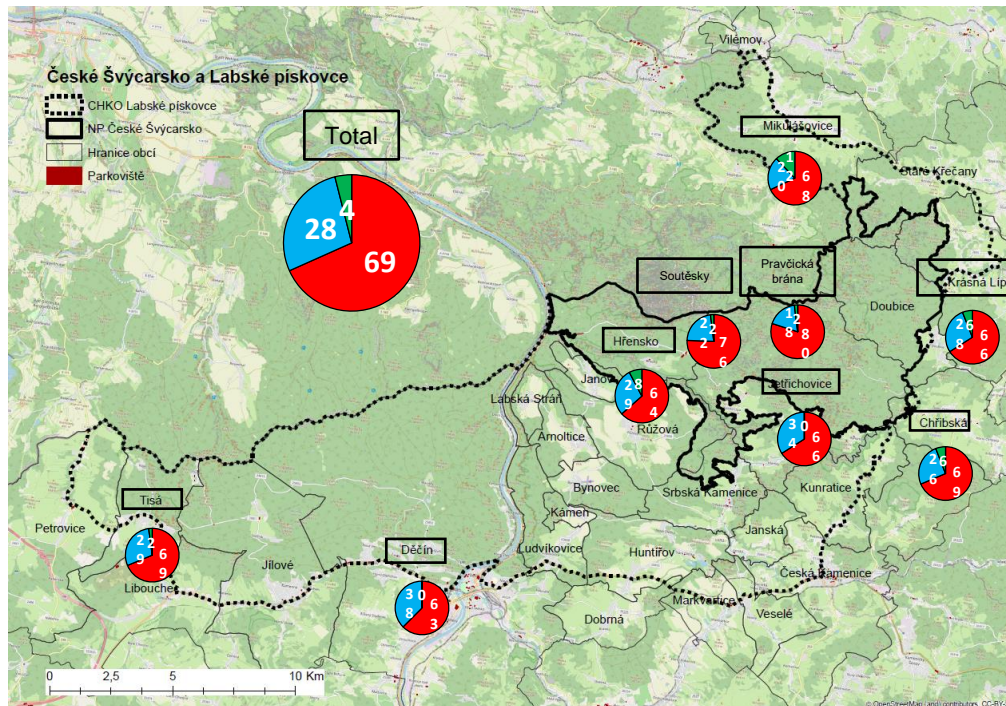 České Švýcarsko a Labské pískovce
CHKO Labské pískovce
NP České Švýcarsko
Hranice obcí
Parkoviště
Total
28
4
69
Vilémov
Mikulášovice
1
2
2
0
6
8
Staré Křečany
Soutěsky
Pravčická
brána
Krásná Líp
Doubice
Hřensko
2
2
2
7
6
1
8
2
8
0
2
8
6
6
6
Janov
Labská Stráň
2
9
8
6
4
Jetřichovice
Růžová
Arnoltice
3
4
0
6
6
Chřibská
2
6
6
6
9
Bynovec
Srbská Kamenice
Kunratice
Kámen
Tisá
Petrovice
2
9
2
6
9
Libouchec
Jílové
Děčín
3
8
0
6
3
Ludvíkovice
Huntířov
Janská
Česká Kamenice
Markvartice
Veselé
Dobrná
0 2,5 5 10 Km
© OpenStreetMap (and) contributors, CC-BY-